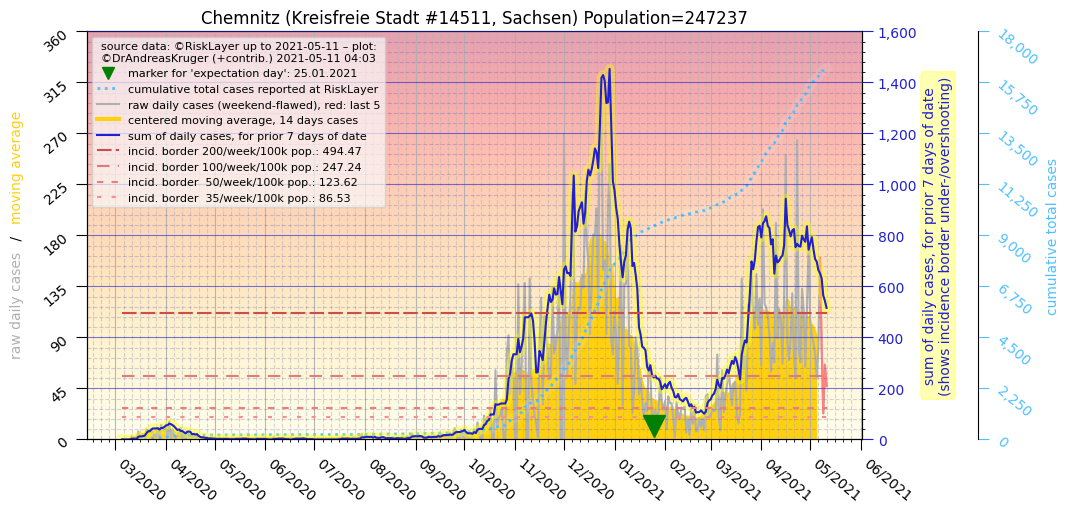 Chemnitz (Kreisfreie Stadt #14511, Sachsen) Population=247237
source data: ©RiskLayer up to 2021-05-11 – plot:
©DrAndreasKruger (+contrib.) 2021-05-11 04:03
marker for 'expectation day': 25.01.2021
cumulative total cases reported at RiskLayer
raw daily cases (weekend-flawed), red: last 5
centered moving average, 14 days cases
sum of daily cases, for prior 7 days of date
incid. border 200/week/100k pop.: 494.47
incid. border 100/week/100k pop.: 247.24
incid. border  50/week/100k pop.: 123.62
incid. border  35/week/100k pop.: 86.53
raw daily cases / moving average
360
315
270
225
180
135
90
45
0
03/2020
04/2020
05/2020
06/2020
07/2020
08/2020
09/2020
10/2020
11/2020
12/2020
01/2021
02/2021
03/2021
04/2021
05/2021
06/2021
1,600
1,400
1,200
1,000
800
600
400
200
0
sum of daily cases, for prior 7 days of date
(shows incidence border under-/overshooting)
18,000
15,750
13,500
11,250
9,000
6,750
4,500
2,250
0
cumulative total cases